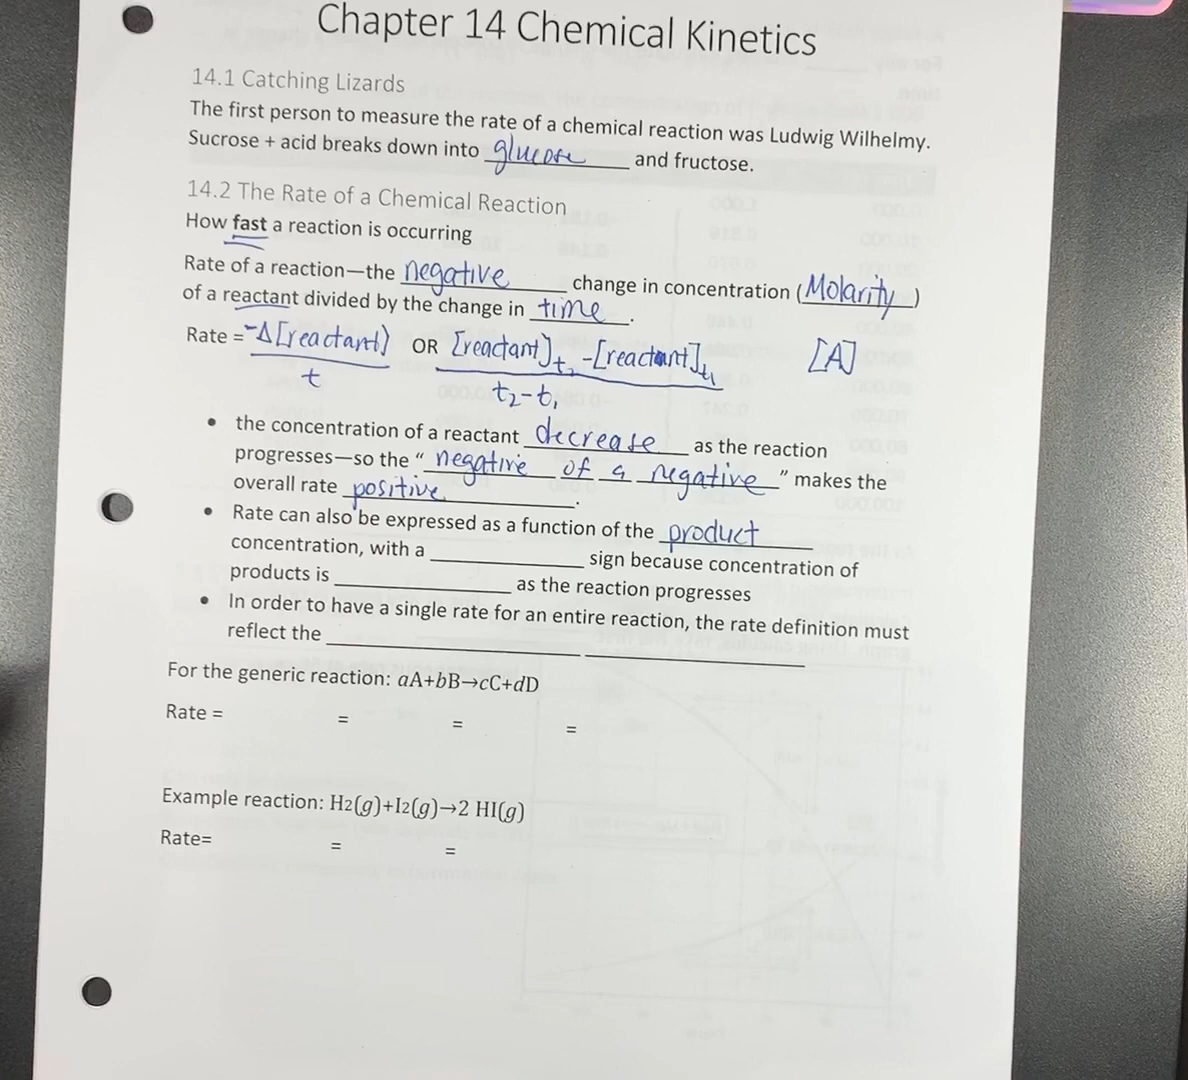 Chapter 14 Chemical Kinetics
14.1 Catching Lizards
The first person to measure the rate of a chemical reaction was Ludwig Wilhelmy.
Sucrose + acid breaks down into glucose and fructose.
14.2 The Rate of a Chemical Reaction
How fast a reaction is occurring
Rate of a reaction—the negative change in concentration (Molarity)
of a reactant divided by the change in time.
Rate = -Δ[reactant] / t OR [reactant]t₂ - [reactant]t₁ / t₂-t₁ [A]
• the concentration of a reactant decrease as the reaction
progresses—so the “negative of a negative” makes the
overall rate positive.
• Rate can also be expressed as a function of the product
concentration, with a ____ sign because concentration of
products is ____ as the reaction progresses
• In order to have a single rate for an entire reaction, the rate definition must
reflect the ____ ____
For the generic reaction: aA+bB→cC+dD
Rate = = = =
Example reaction: H2(g)+I2(g)→2 HI(g)
Rate= = =